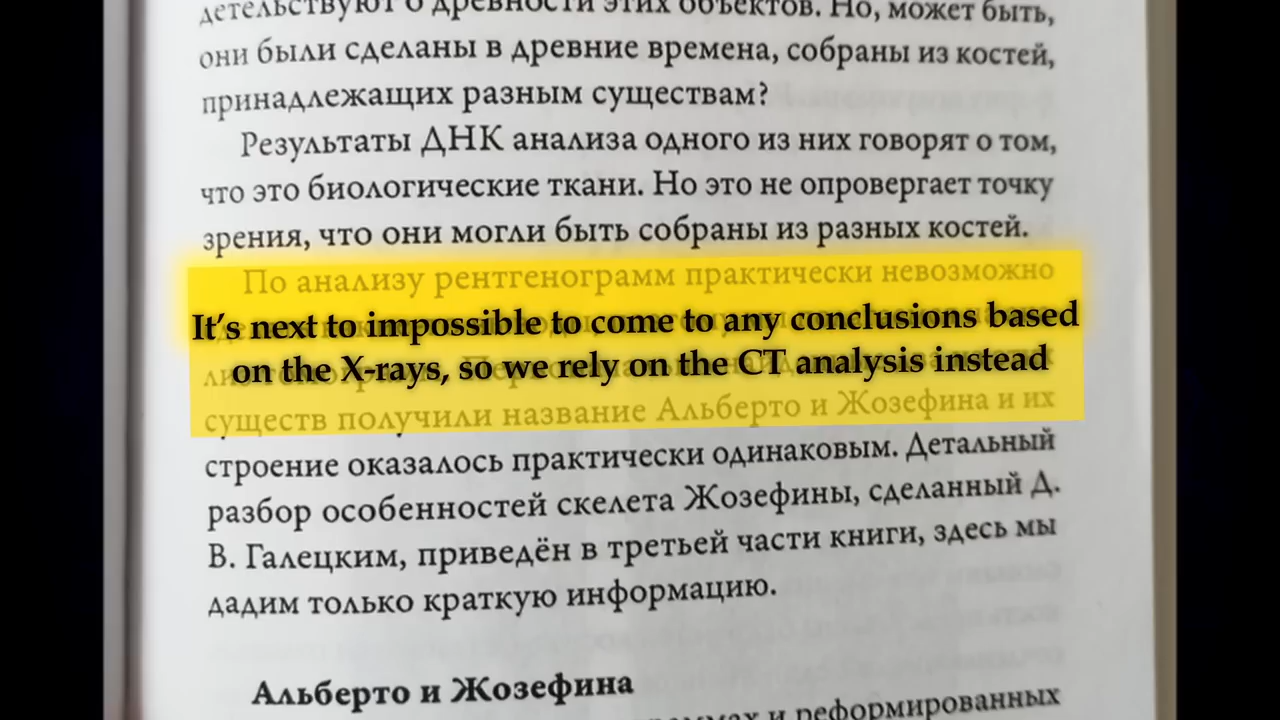 детельствуют о древности этих объектов. Но, может быть,
они были сделаны в древние времена, собраны из костей,
принадлежащих разным существам?
Результаты ДНК анализа одного из них говорят о том,
что это биологические ткани. Но это не опровергает точку
зрения, что они могли быть собраны из разных костей.
По анализу рентгенограмм практически невозможно
It's next to impossible to come to any conclusions based
on the X-rays, so we rely on the CT analysis instead
существ получили название Альберто и Жозефина и их
строение оказалось практически одинаковым. Детальный
разбор особенностей скелета Жозефины, сделанный Д.
В. Галецким, приведён в третьей части книги, здесь мы
дадим только краткую информацию.
Альберто и Жозефина
и реформированных